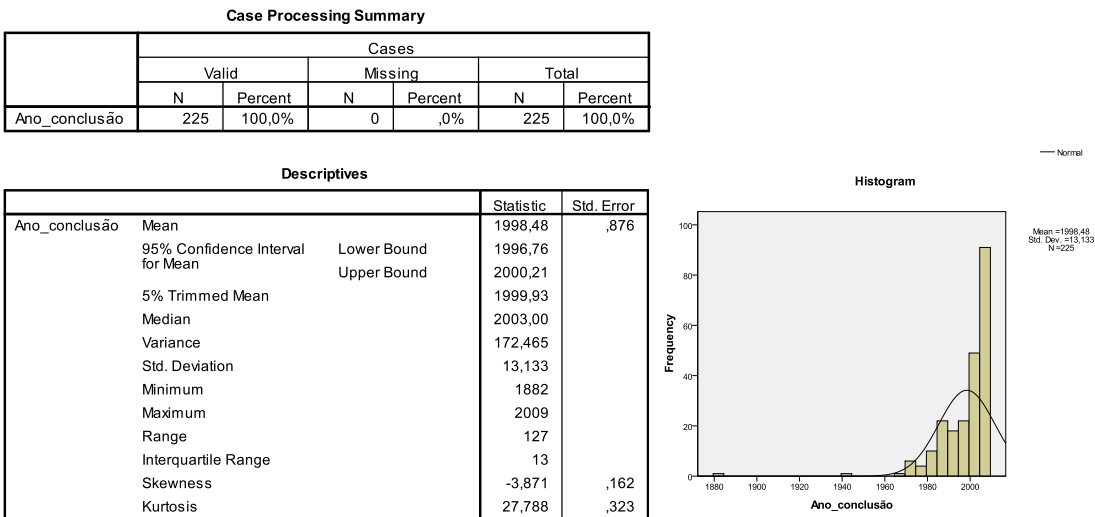 Case Processing Summary
Cases
Valid Missing Total
N Percent N Percent N Percent
Ano_conclusão 225 100,0% 0 ,0% 225 100,0%
Descriptives
Statistic Std. Error
Ano_conclusão Mean 1998,48 ,876
95% Confidence Interval Lower Bound 1996,76
for Mean
Upper Bound 2000,21
5% Trimmed Mean 1999,93
Median 2003,00
Variance 172,465
Std. Deviation 13,133
Minimum 1882
Maximum 2009
Range 127
Interquartile Range 13
Skewness -3,871 ,162
Kurtosis 27,788 ,323
Normal
Histogram
Mean =1998,48
Std. Dev. =13,133
N =225
Frequency
100
80
60
40
20
0
1880 1900 1920 1940 1960 1980 2000
Ano_conclusão